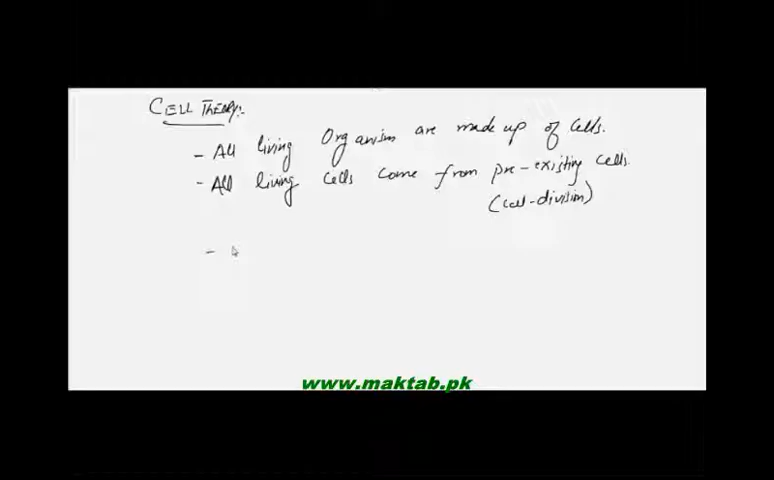 CELL THEORY:-
- All living Organism are made up of Cells.
- All living cells come from pre-existing cells.
(cell-division)
-
www.maktab.pk